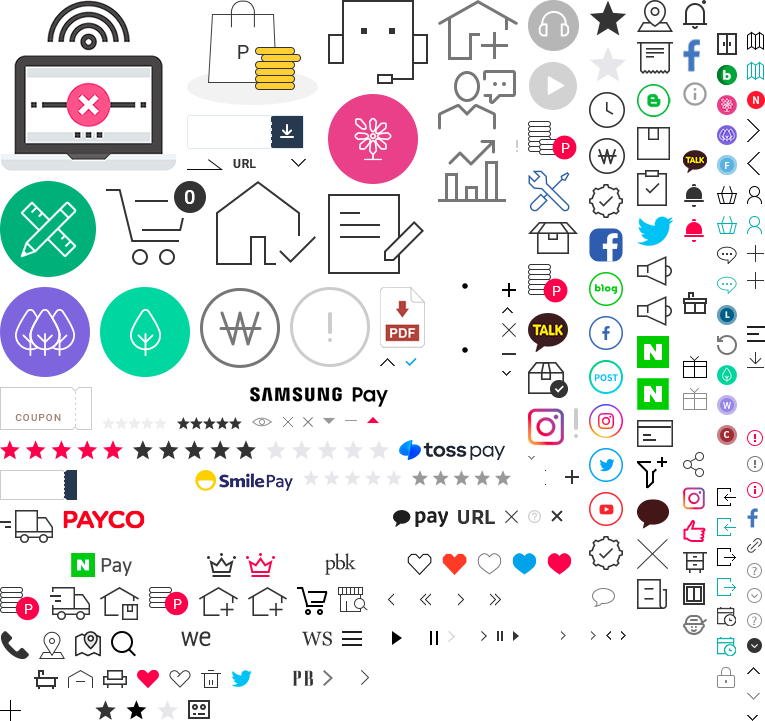 P
URL
0
P
TALK
b
N
F
P
blog
L
PDF
TALK
POST
COUPON
SAMSUNG Pay
W
toss pay
C
SmilePay
PAYCO
pay
URL
N Pay
pbk
P
P
we
WS
PB